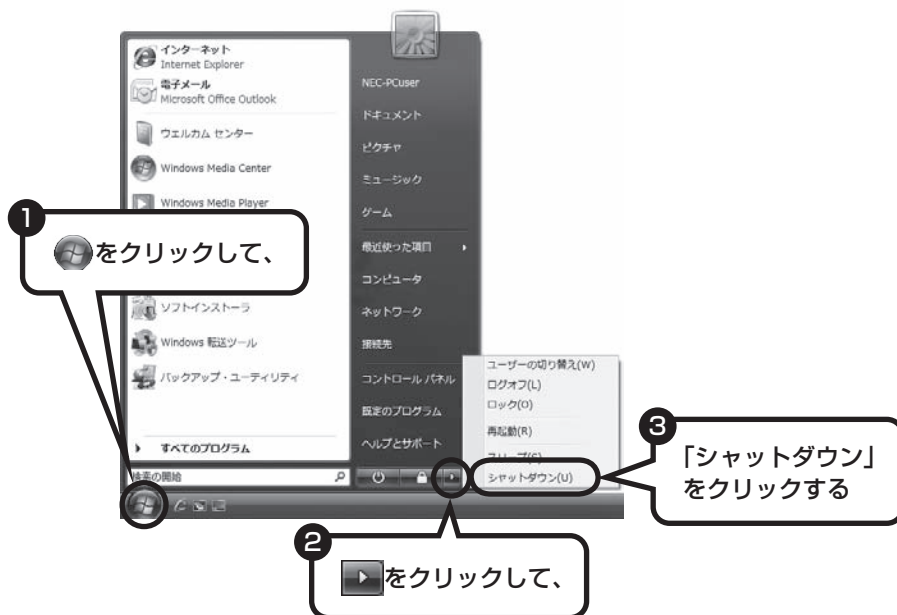 インターネット
Internet Explorer
電子メール
Microsoft Office Outlook
ウェルカム センター
Windows Media Center
Windows Media Player
ソフトインストーラ
Windows 転送ツール
バックアップ・ユーティリティ
すべてのプログラム
検索の開始
NEC-PCuser
ドキュメント
ピクチャ
ミュージック
ゲーム
最近使った項目
コンピュータ
ネットワーク
接続先
コントロール パネル
既定のプログラム
ヘルプとサポート
ユーザーの切り替え(W)
ログオフ(L)
ロック(O)
再起動(R)
スリープ(S)
シャットダウン(U)
1
をクリックして、
2
をクリックして、
3
「シャットダウン」
をクリックする